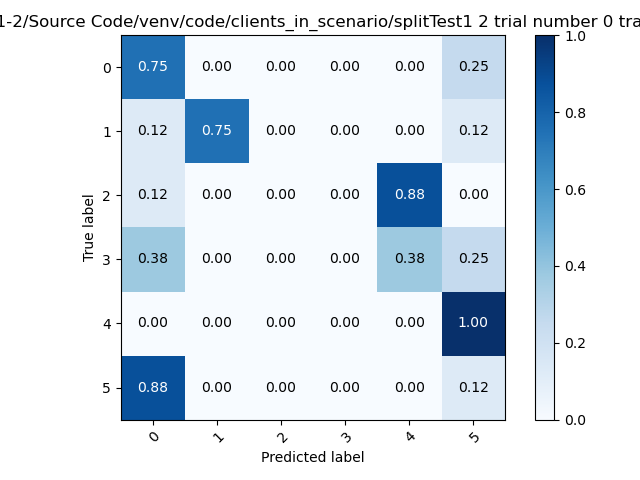 1-2/Source Code/venv/code/clients_in_scenario/splitTest1 2 trial number 0 tra
0 0.75 0.00 0.00 0.00 0.00 0.25
1 0.12 0.75 0.00 0.00 0.00 0.12
2 0.12 0.00 0.00 0.00 0.88 0.00
3 0.38 0.00 0.00 0.00 0.38 0.25
4 0.00 0.00 0.00 0.00 0.00 1.00
5 0.88 0.00 0.00 0.00 0.00 0.12
0 1 2 3 4 5
True label
Predicted label
1.0
0.8
0.6
0.4
0.2
0.0